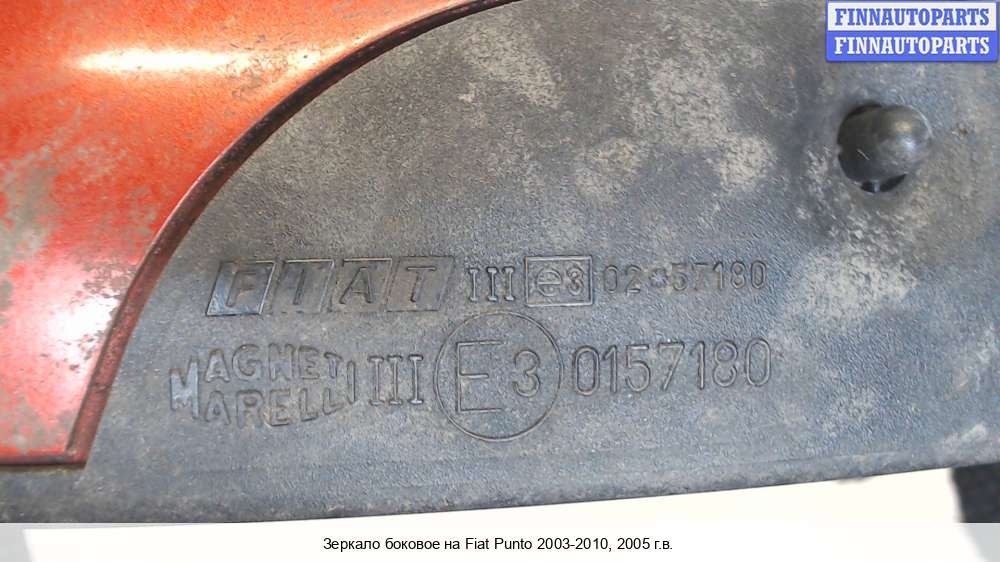 FINNAUTOPARTS
FINNAUTOPARTS
FIAT III e3 02*57180
MAGNETI MARELLI III E3 0157180
Зеркало боковое на Fiat Punto 2003-2010, 2005 г.в.